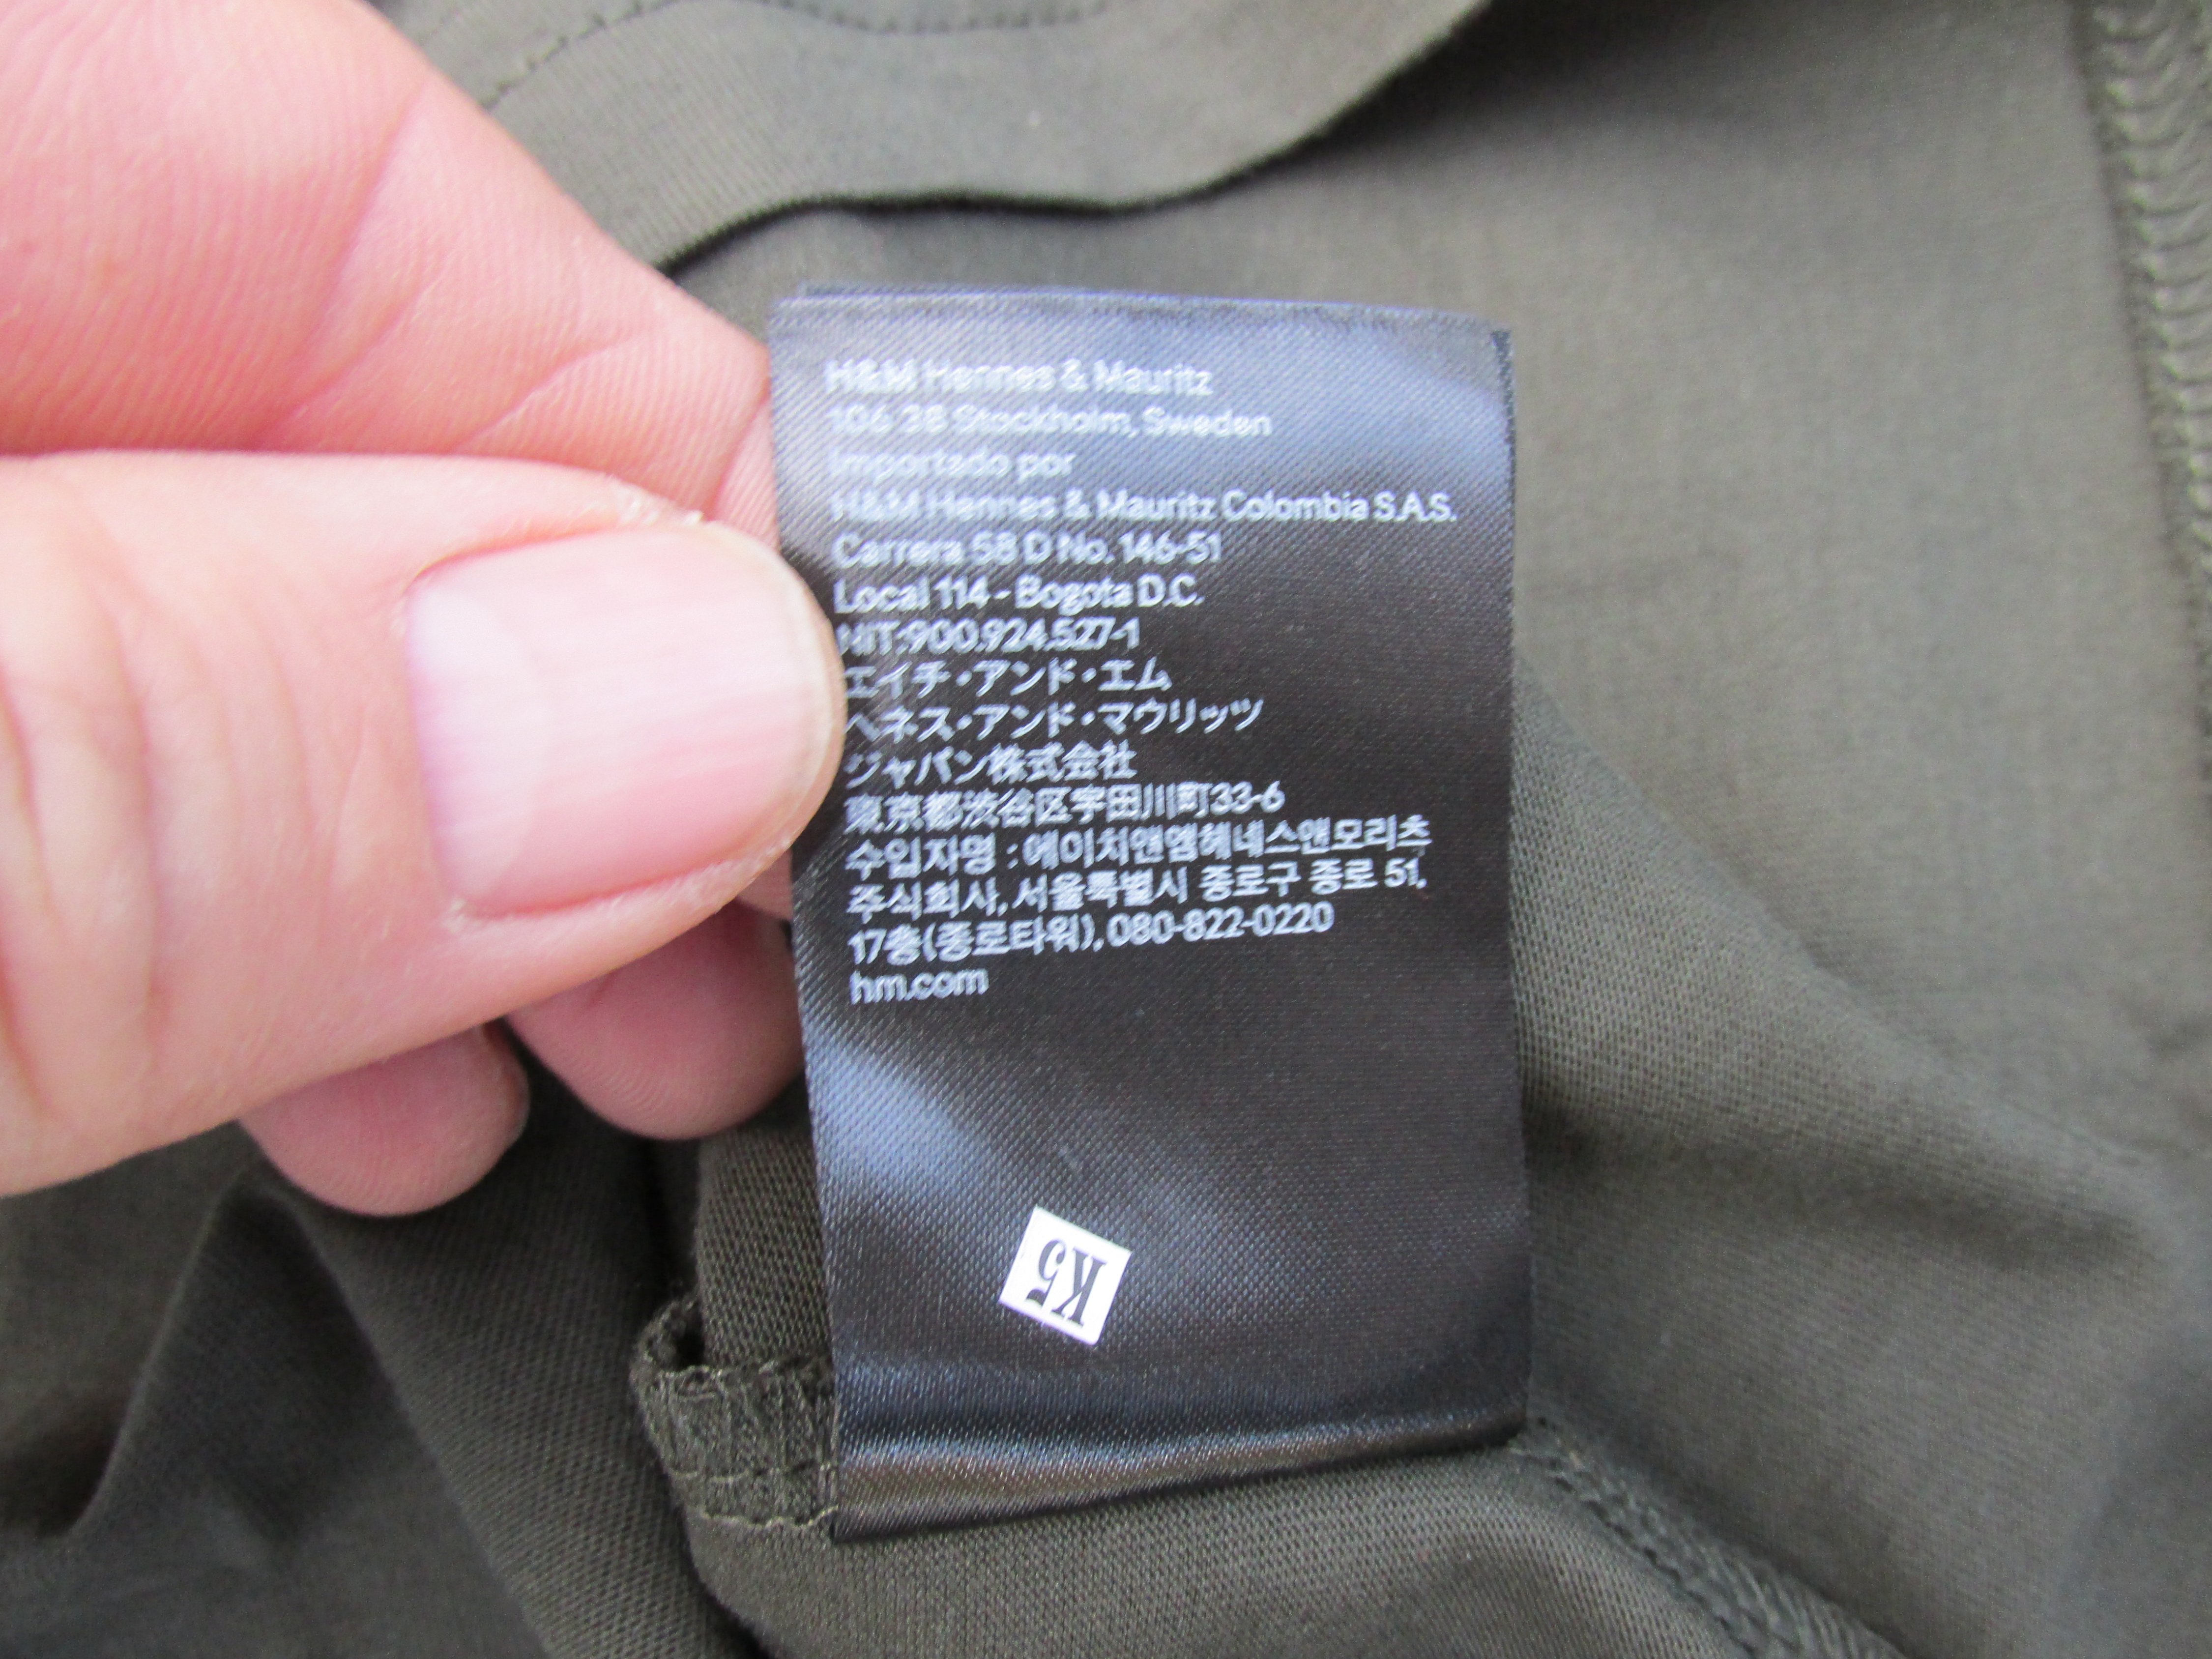 H&M Hennes & Mauritz
106 38 Stockholm, Sweden
Importado por
H&M Hennes & Mauritz Colombia S.A.S.
Carrera 58 D No. 146-51
Local 114 - Bogota D.C.
NIT:900.924.527-1
エイチ・アンド・エム
ヘネス・アンド・マウリッツ
ジャパン株式会社
東京都渋谷区宇田川町33-6
수입자명 : 에이치앤엠헤네스앤모리츠
주식회사, 서울특별시 종로구 종로 51,
17층(종로타워), 080-822-0220
hm.com
K5